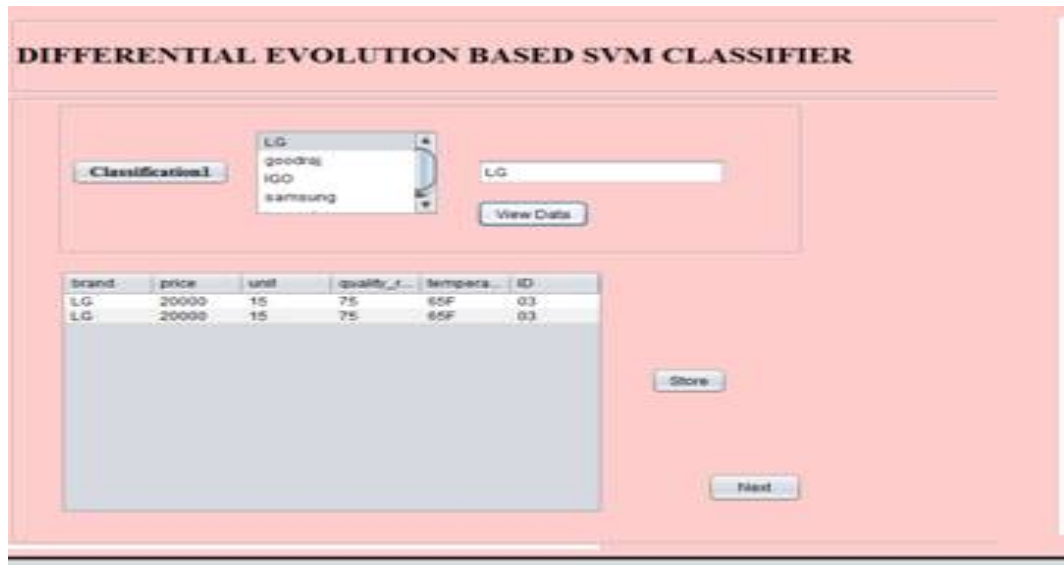 DIFFERENTIAL EVOLUTION BASED SVM CLASSIFIER
Classification1
LG
goodraj
IGO
samsung
LG
View Data
brand price unit quality_r... tempera... ID
LG 20000 15 75 65F 03
LG 20000 15 75 65F 03
Store
Next